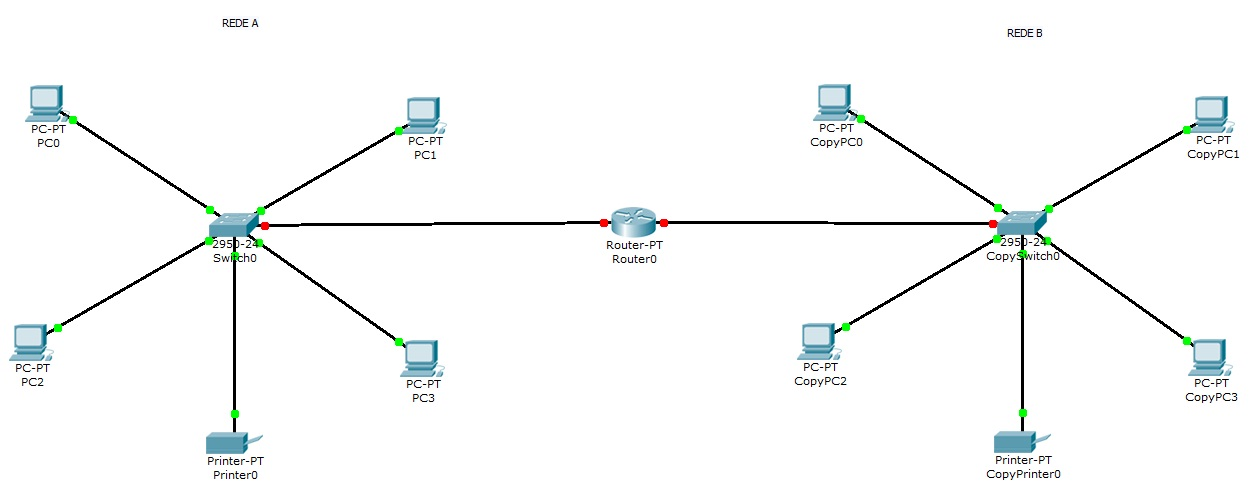 REDE A
REDE B
PC-PT
PC0
PC-PT
PC1
PC-PT
CopyPC0
PC-PT
CopyPC1
2950-24
Switch0
Router-PT
Router0
2950-24
CopySwitch0
PC-PT
PC2
PC-PT
PC3
PC-PT
CopyPC2
PC-PT
CopyPC3
Printer-PT
Printer0
Printer-PT
CopyPrinter0